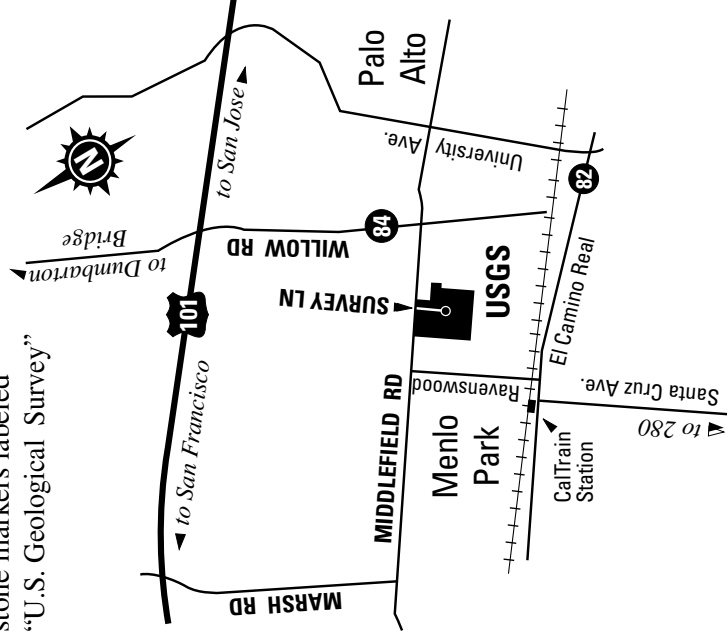 stone markers labeled
“U.S. Geological Survey”
N
to Dumbarton
Bridge
101
to San Francisco
to San Jose
MARSH RD
WILLOW RD
84
SURVEY LN
MIDDLEFIELD RD
USGS
Palo
Alto
University
Ave.
Menlo
Park
Ravenswood
CalTrain
Station
El Camino Real
82
Santa Cruz Ave.
to 280